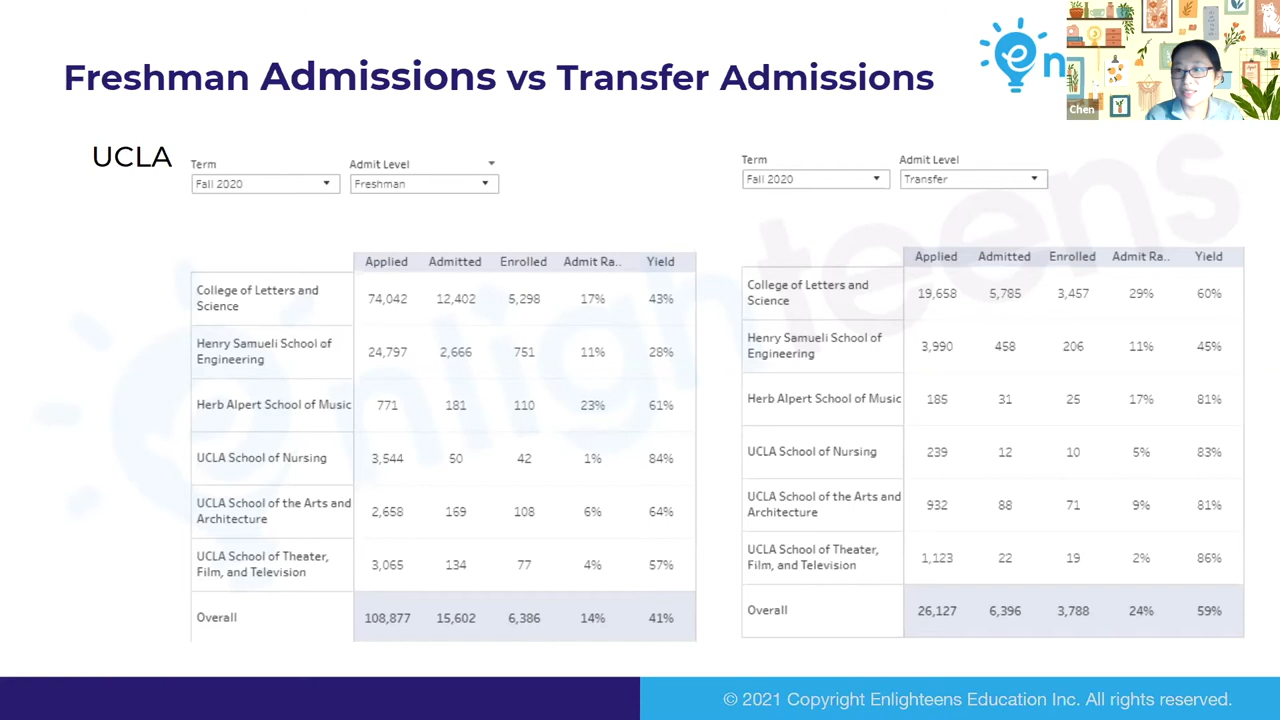 Freshman Admissions vs Transfer Admissions
en
Chen
UCLA
Term
Admit Level
Fall 2020
Freshman
Applied Admitted Enrolled Admit Ra.. Yield
College of Letters and
Science
74,042 12,402 5,298 17% 43%
Henry Samueli School of
Engineering
24,797 2,666 751 11% 28%
Herb Alpert School of Music 771 181 110 23% 61%
UCLA School of Nursing 3,544 50 42 1% 84%
UCLA School of the Arts and
Architecture
2,658 169 108 6% 64%
UCLA School of Theater,
Film, and Television
3,065 134 77 4% 57%
Overall 108,877 15,602 6,386 14% 41%
Term
Admit Level
Fall 2020
Transfer
Applied Admitted Enrolled Admit Ra.. Yield
College of Letters and
Science
19,658 5,785 3,457 29% 60%
Henry Samueli School of
Engineering
3,990 458 206 11% 45%
Herb Alpert School of Music 185 31 25 17% 81%
UCLA School of Nursing 239 12 10 5% 83%
UCLA School of the Arts and
Architecture
932 88 71 9% 81%
UCLA School of Theater,
Film, and Television
1,123 22 19 2% 86%
Overall 26,127 6,396 3,788 24% 59%
enlighteens
© 2021 Copyright Enlighteens Education Inc. All rights reserved.